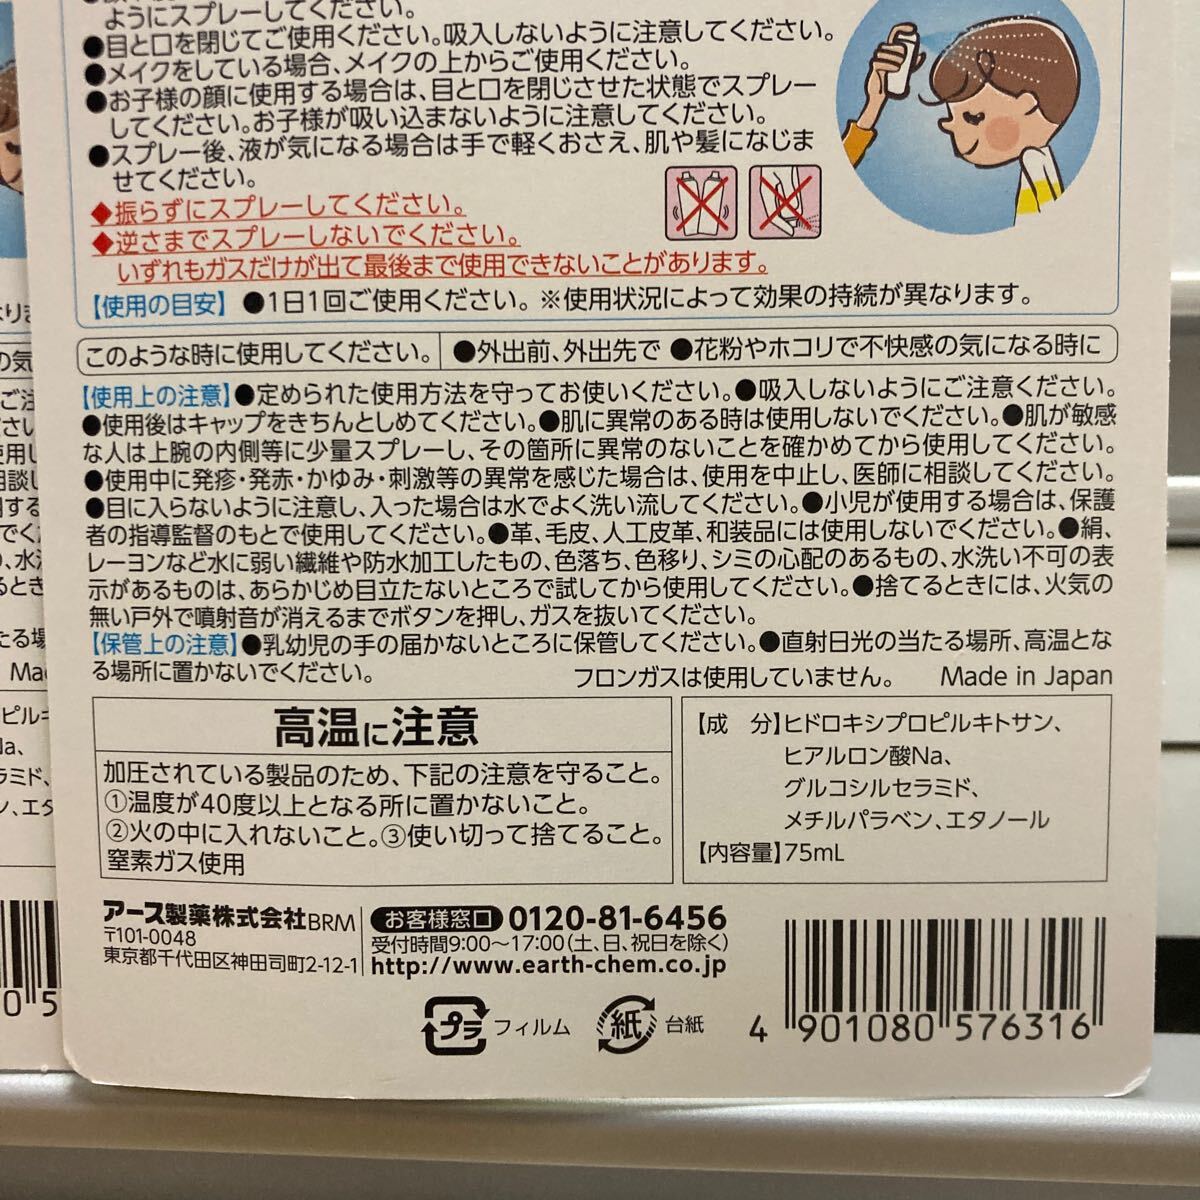 ようにスプレーしてください。
●目と口を閉じてご使用ください。吸入しないように注意してください。
●メイクをしている場合、メイクの上からご使用ください。
●お子様の顔に使用する場合は、目と口を閉じさせた状態でスプレー
してください。お子様が吸い込まないように注意してください。
●スプレー後、液が気になる場合は手で軽くおさえ、肌や髪になじま
せてください。
◆振らずにスプレーしてください。
◆逆さまでスプレーしないでください。
いずれもガスだけが出て最後まで使用できないことがあります。
【使用の目安】 ●1日1回ご使用ください。※使用状況によって効果の持続が異なります。
このような時に使用してください。 ●外出前、外出先で ●花粉やホコリで不快感の気になる時に
【使用上の注意】●定められた使用方法を守ってお使いください。●吸入しないようにご注意ください。
●使用後はキャップをきちんとしめてください。●肌に異常のある時は使用しないでください。●肌が敏感
な人は上腕の内側等に少量スプレーし、その箇所に異常のないことを確かめてから使用してください。
●使用中に発疹・発赤・かゆみ・刺激等の異常を感じた場合は、使用を中止し、医師に相談してください。
●目に入らないように注意し、入った場合は水でよく洗い流してください。●小児が使用する場合は、保護
者の指導監督のもとで使用してください。●革、毛皮、人工皮革、和装品には使用しないでください。●絹、
レーヨンなど水に弱い繊維や防水加工したもの、色落ち、色移り、シミの心配のあるもの、水洗い不可の表
示があるものは、あらかじめ目立たないところで試してから使用してください。●捨てるときには、火気の
無い戸外で噴射音が消えるまでボタンを押し、ガスを抜いてください。
【保管上の注意】●乳幼児の手の届かないところに保管してください。●直射日光の当たる場所、高温とな
る場所に置かないでください。
フロンガスは使用していません。 Made in Japan
高温に注意
加圧されている製品のため、下記の注意を守ること。
①温度が40度以上となる所に置かないこと。
②火の中に入れないこと。③使い切って捨てること。
窒素ガス使用
【成 分】ヒドロキシプロピルキトサン、
ヒアルロン酸Na、
グルコシルセラミド、
メチルパラベン、エタノール
【内容量】75mL
アース製薬株式会社BRM
〒101-0048
東京都千代田区神田司町2-12-1
お客様窓口 0120-81-6456
受付時間9:00〜17:00(土、日、祝日を除く)
http://www.earth-chem.co.jp
プラ フィルム
紙 台紙
4 901080 576316